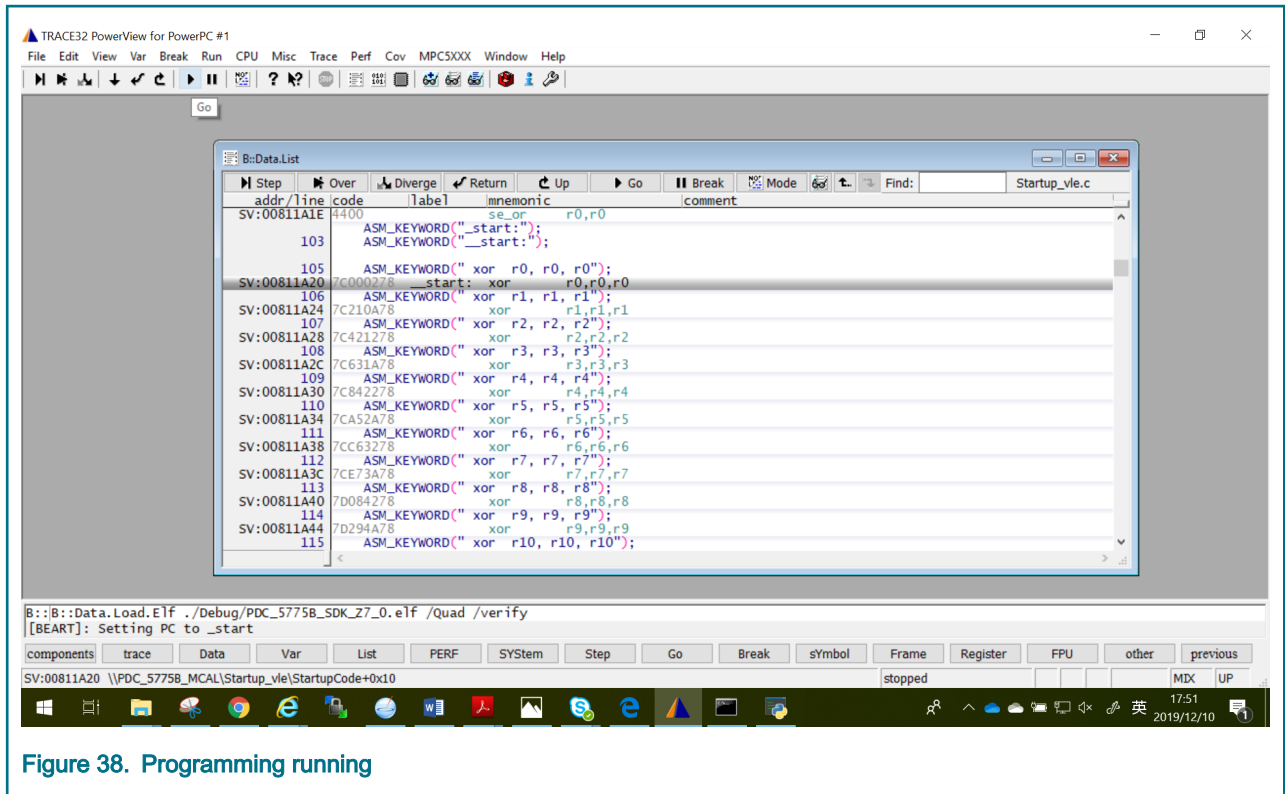 TRACE32 PowerView for PowerPC #1
File Edit View Var Break Run CPU Misc Trace Perf Cov MPC5XXX Window Help
Go
B::Data.List
Step Over Diverge Return Up Go Break Mode Find: Startup_vle.c
addr/line code label mnemonic comment
SV:00811A1E 4400 se_or r0,r0
ASM_KEYWORD("_start:");
103 ASM_KEYWORD("__start:");
105 ASM_KEYWORD(" xor r0, r0, r0");
SV:00811A20 7C000278 __start: xor r0,r0,r0
106 ASM_KEYWORD(" xor r1, r1, r1");
SV:00811A24 7C210A78 xor r1,r1,r1
107 ASM_KEYWORD(" xor r2, r2, r2");
SV:00811A28 7C421278 xor r2,r2,r2
108 ASM_KEYWORD(" xor r3, r3, r3");
SV:00811A2C 7C631A78 xor r3,r3,r3
109 ASM_KEYWORD(" xor r4, r4, r4");
SV:00811A30 7C842278 xor r4,r4,r4
110 ASM_KEYWORD(" xor r5, r5, r5");
SV:00811A34 7CA52A78 xor r5,r5,r5
111 ASM_KEYWORD(" xor r6, r6, r6");
SV:00811A38 7CC63278 xor r6,r6,r6
112 ASM_KEYWORD(" xor r7, r7, r7");
SV:00811A3C 7CE73A78 xor r7,r7,r7
113 ASM_KEYWORD(" xor r8, r8, r8");
SV:00811A40 7D084278 xor r8,r8,r8
114 ASM_KEYWORD(" xor r9, r9, r9");
SV:00811A44 7D294A78 xor r9,r9,r9
115 ASM_KEYWORD(" xor r10, r10, r10");
B::B::Data.Load.Elf ./Debug/PDC_5775B_SDK_Z7_0.elf /Quad /verify
[BEART]: Setting PC to _start
components trace Data Var List PERF SYStem Step Go Break sYmbol Frame Register FPU other previous
SV:00811A20 \\PDC_5775B_MCAL\Startup_vle\StartupCode+0x10 stopped MIX UP
英 17:51
2019/12/10 1
Figure 38. Programming running